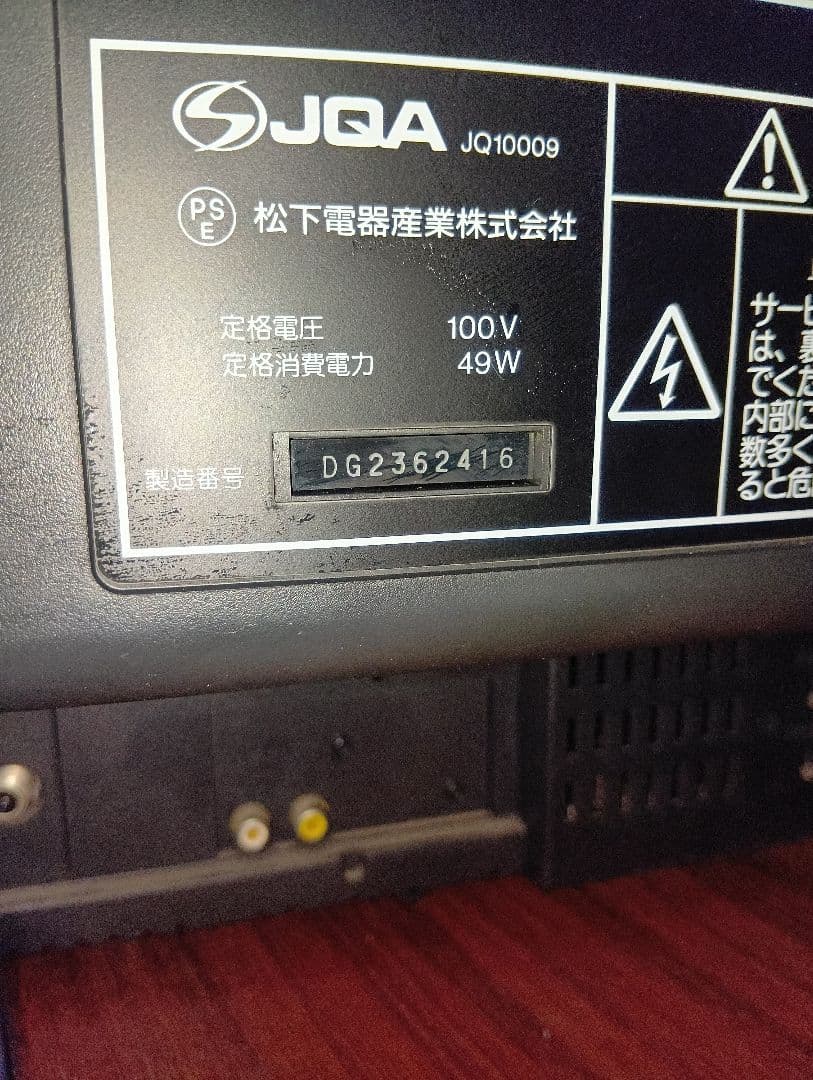 JQA JQ10009
PS
E
松下電器産業株式会社
定格電圧 100V
定格消費電力 49W
製造番号 DG2362416
サービ
は、裏
でくだ
内部に
数多く
ると危